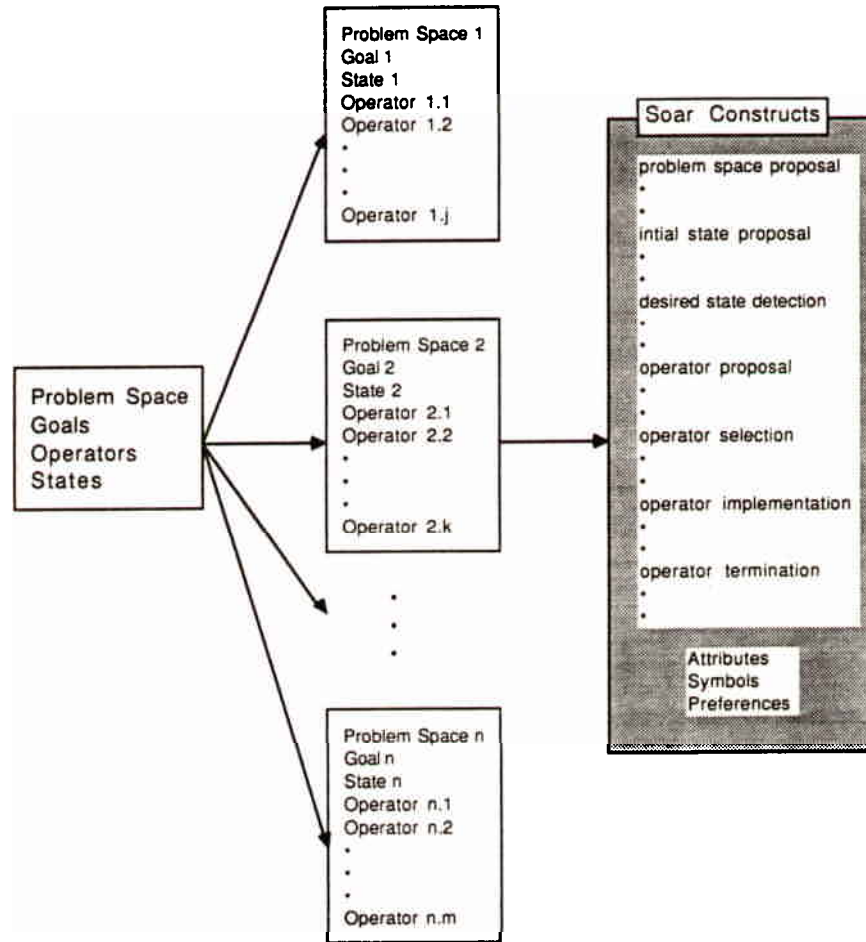 Problem Space
Goals
Operators
States
Problem Space 1
Goal 1
State 1
Operator 1.1
Operator 1.2
.
.
.
Operator 1.j
Problem Space 2
Goal 2
State 2
Operator 2.1
Operator 2.2
.
.
.
Operator 2.k
.
.
.
Problem Space n
Goal n
State n
Operator n.1
Operator n.2
.
.
.
Operator n.m
Soar Constructs
problem space proposal
.
.
intial state proposal
.
.
desired state detection
.
.
operator proposal
.
.
operator selection
.
.
operator implementation
.
.
operator termination
.
.
Attributes
Symbols
Preferences